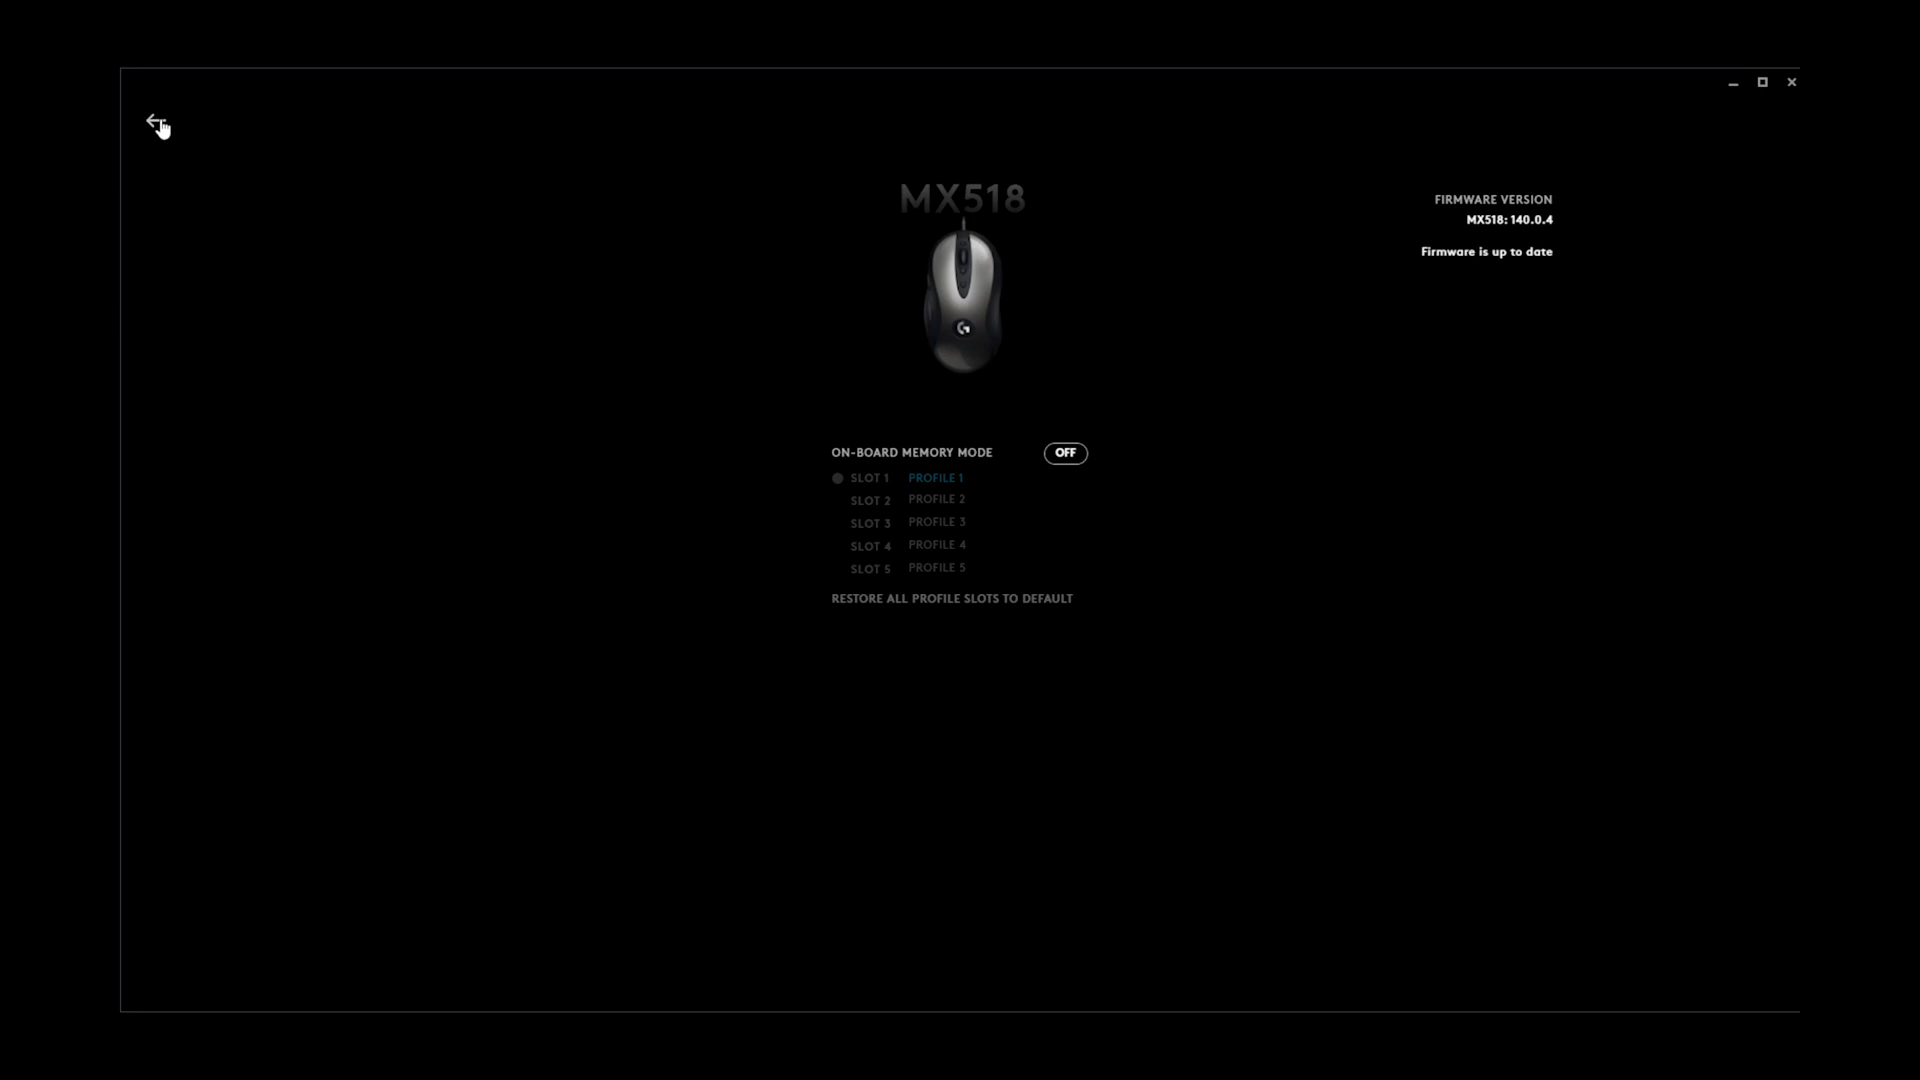 MX518
FIRMWARE VERSION
MX518: 140.0.4
Firmware is up to date
ON-BOARD MEMORY MODE OFF
SLOT 1 PROFILE 1
SLOT 2 PROFILE 2
SLOT 3 PROFILE 3
SLOT 4 PROFILE 4
SLOT 5 PROFILE 5
RESTORE ALL PROFILE SLOTS TO DEFAULT